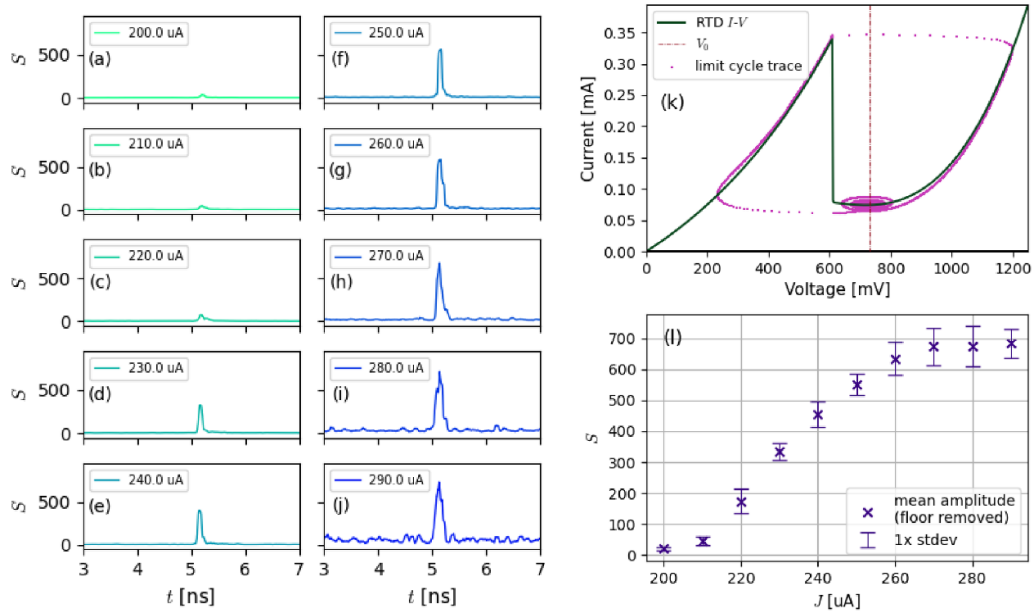 200.0 uA
(a)
S
500
0
210.0 uA
(b)
S
500
0
220.0 uA
(c)
S
500
0
230.0 uA
(d)
S
500
0
240.0 uA
(e)
S
500
0
3 4 5 6 7
t [ns]
250.0 uA
(f)
260.0 uA
(g)
270.0 uA
(h)
280.0 uA
(i)
290.0 uA
(j)
3 4 5 6 7
t [ns]
RTD I-V
V₀
limit cycle trace
(k)
Current [mA]
0.35
0.30
0.25
0.20
0.15
0.10
0.05
0.00
0 200 400 600 800 1000 1200
Voltage [mV]
(l)
S
700
600
500
400
300
200
100
0
mean amplitude
(floor removed)
1x stdev
200 220 240 260 280
J [uA]